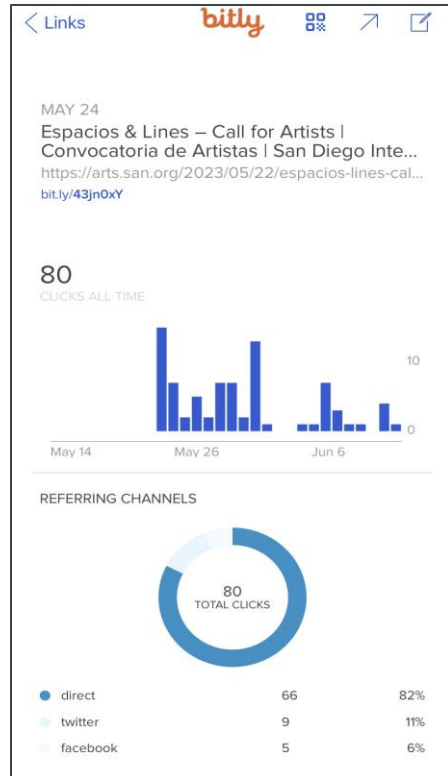 Links
bitly
MAY 24
Espacios & Lines – Call for Artists |
Convocatoria de Artistas | San Diego Inte...
https://arts.san.org/2023/05/22/espacios-lines-cal...
bit.ly/43jn0xY
80
CLICKS ALL TIME
10
0
May 14 May 26 Jun 6
REFERRING CHANNELS
80
TOTAL CLICKS
direct 66 82%
twitter 9 11%
facebook 5 6%